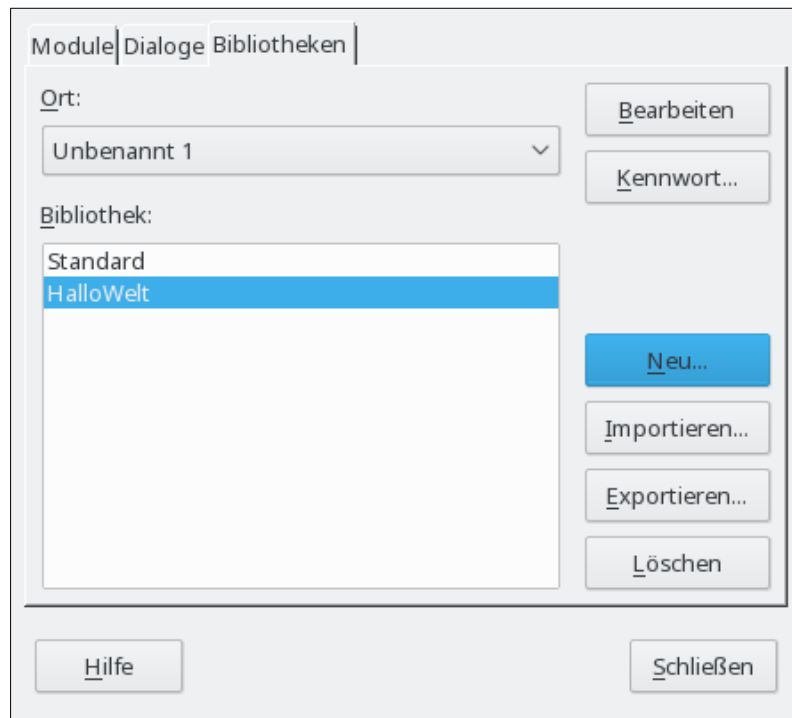 Module Dialoge Bibliotheken
Ort:
Unbenannt 1
Bibliothek:
Standard
HalloWelt
Bearbeiten
Kennwort...
Neu...
Importieren...
Exportieren...
Löschen
Hilfe
Schließen